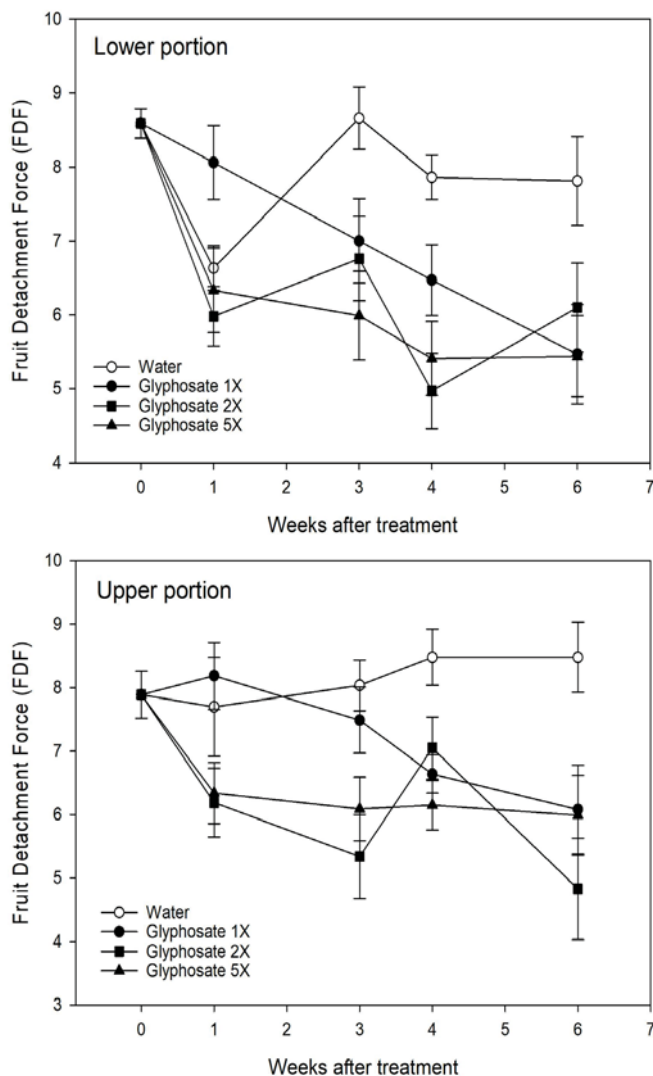 10
Lower portion
9
8
7
6
5
4
Fruit Detachment Force (FDF)
Water
Glyphosate 1X
Glyphosate 2X
Glyphosate 5X
0 1 2 3 4 5 6 7
Weeks after treatment
10
Upper portion
9
8
7
6
5
4
3
Fruit Detachment Force (FDF)
Water
Glyphosate 1X
Glyphosate 2X
Glyphosate 5X
0 1 2 3 4 5 6 7
Weeks after treatment